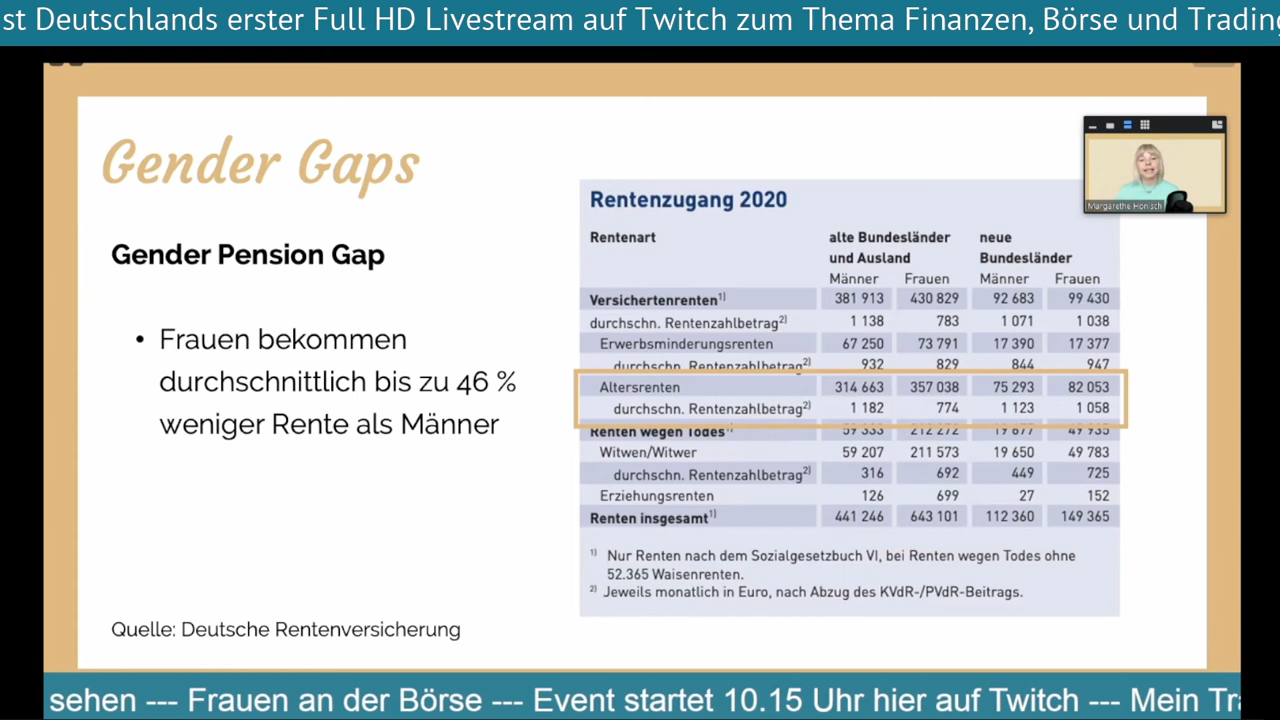 st Deutschlands erster Full HD Livestream auf Twitch zum Thema Finanzen, Börse und Trading
Gender Gaps
Gender Pension Gap
• Frauen bekommen
durchschnittlich bis zu 46 %
weniger Rente als Männer
Quelle: Deutsche Rentenversicherung
Margarethe Honisch
Rentenzugang 2020
Rentenart alte Bundesländer neue
und Ausland Bundesländer
Männer Frauen Männer Frauen
Versichertenrenten1) 381 913 430 829 92 683 99 430
durchschn. Rentenzahlbetrag2) 1 138 783 1 071 1 038
Erwerbsminderungsrenten 67 250 73 791 17 390 17 377
durchschn. Rentenzahlbetrag2) 932 829 844 947
Altersrenten 314 663 357 038 75 293 82 053
durchschn. Rentenzahlbetrag2) 1 182 774 1 123 1 058
Renten wegen Todes1) 59 333 212 272 19 677 49 935
Witwen/Witwer 59 207 211 573 19 650 49 783
durchschn. Rentenzahlbetrag2) 316 692 449 725
Erziehungsrenten 126 699 27 152
Renten insgesamt1) 441 246 643 101 112 360 149 365
1) Nur Renten nach dem Sozialgesetzbuch VI, bei Renten wegen Todes ohne
52.365 Waisenrenten.
2) Jeweils monatlich in Euro, nach Abzug des KVdR-/PVdR-Beitrags.
sehen --- Frauen an der Börse --- Event startet 10.15 Uhr hier auf Twitch --- Mein Tra